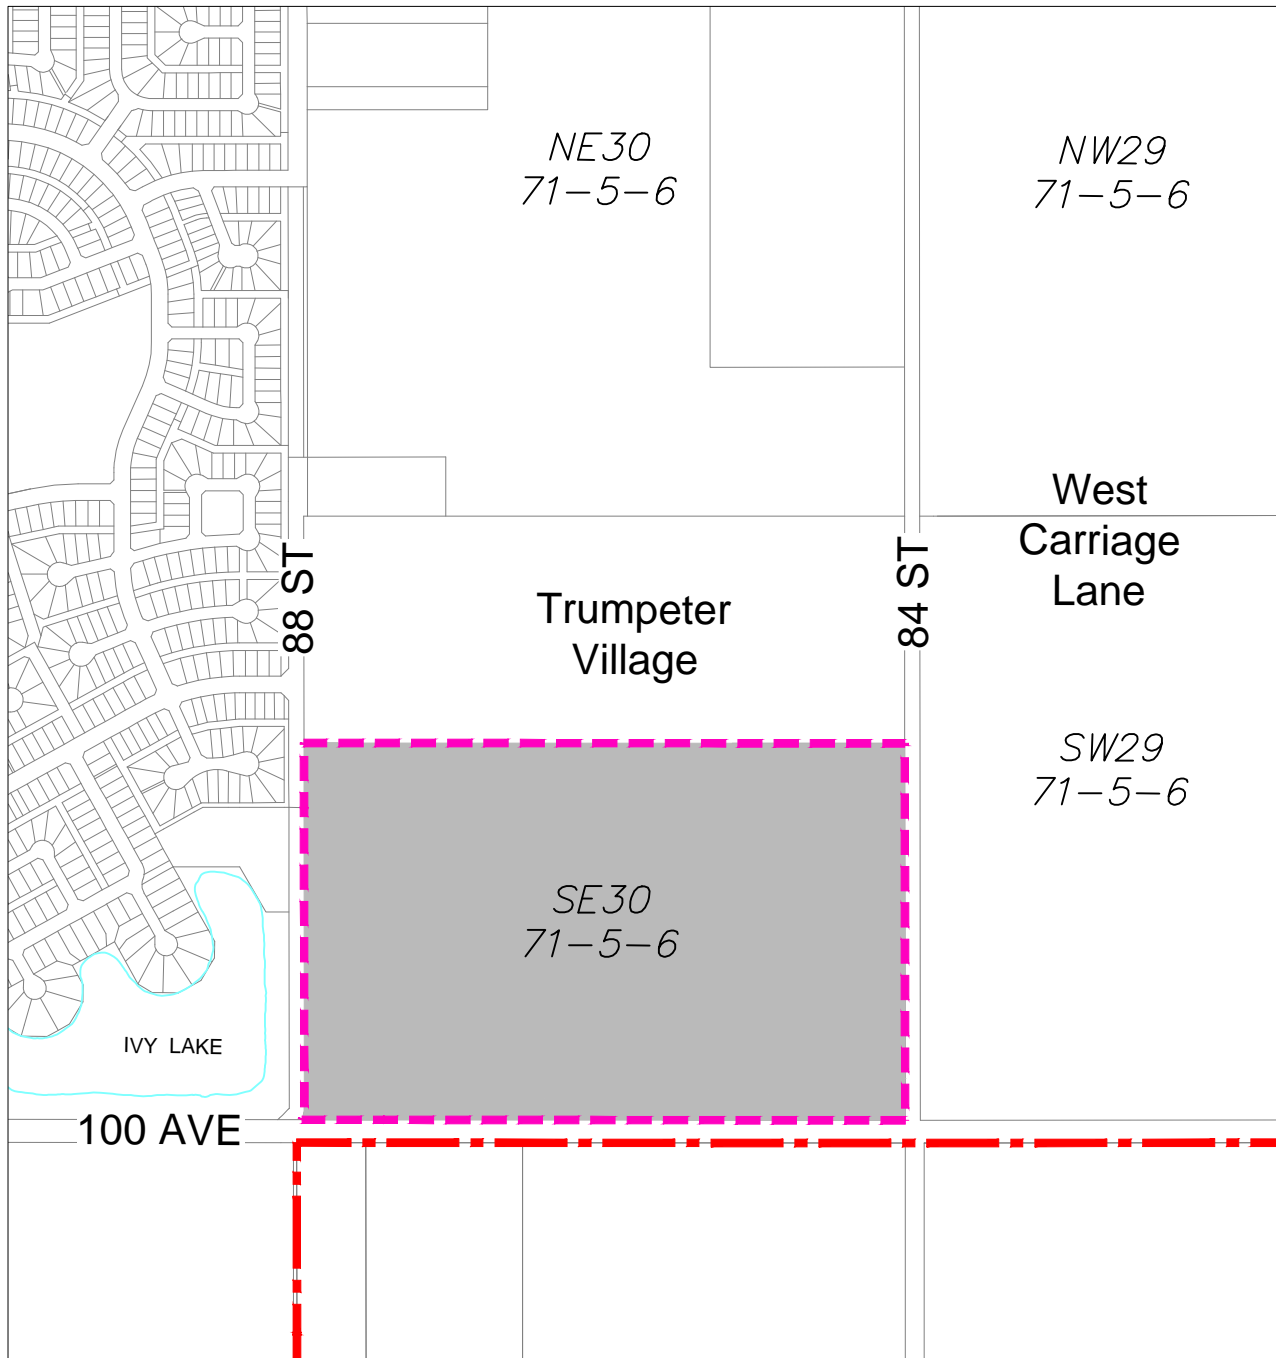 NE30
71-5-6
NW29
71-5-6
West
Carriage
Lane
88 ST
84 ST
Trumpeter
Village
SW29
71-5-6
SE30
71-5-6
IVY LAKE
100 AVE